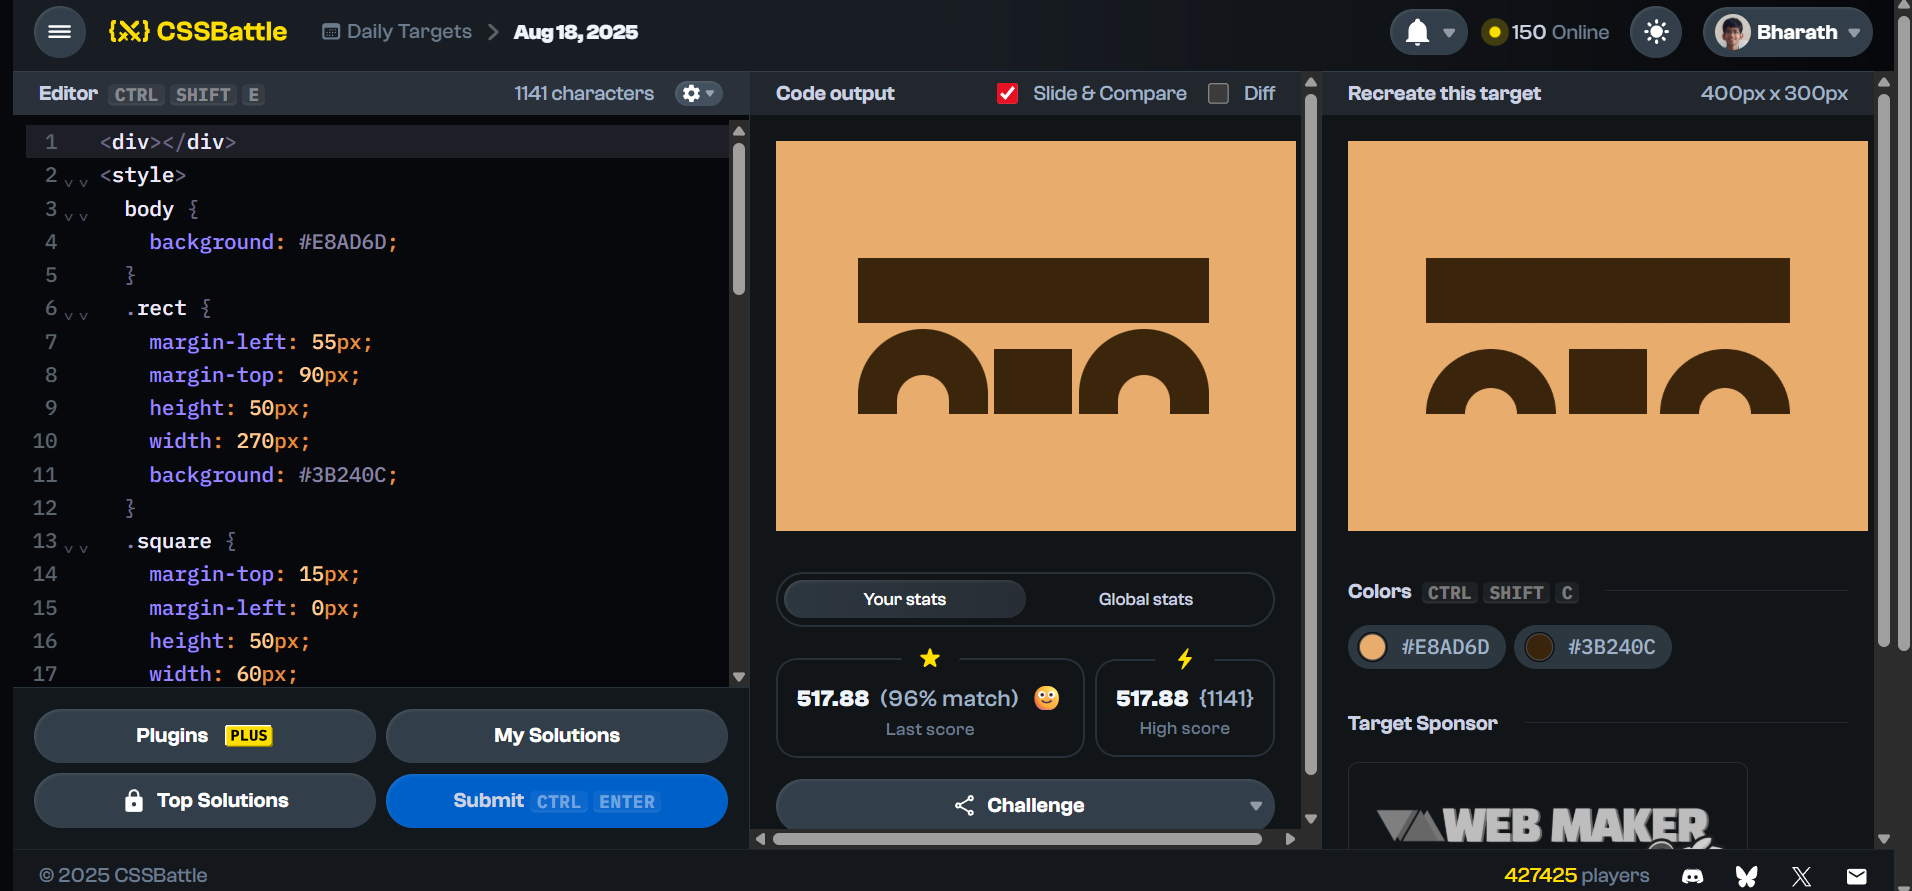 {X} CSSBattle
Daily Targets
Aug 18, 2025
150 Online
Bharath
Editor CTRL SHIFT E
1141 characters
Code output
Slide & Compare
Diff
Recreate this target
400px x 300px
1 <div></div>
2 <style>
3 body {
4 background: #E8AD6D;
5 }
6 .rect {
7 margin-left: 55px;
8 margin-top: 90px;
9 height: 50px;
10 width: 270px;
11 background: #3B240C;
12 }
13 .square {
14 margin-top: 15px;
15 margin-left: 0px;
16 height: 50px;
17 width: 60px;
Plugins PLUS
My Solutions
Top Solutions
Submit CTRL ENTER
Your stats
Global stats
517.88 (96% match)
Last score
517.88 {1141}
High score
Challenge
Colors CTRL SHIFT C
#E8AD6D
#3B240C
Target Sponsor
WEB MAKER
© 2025 CSSBattle
427425 players